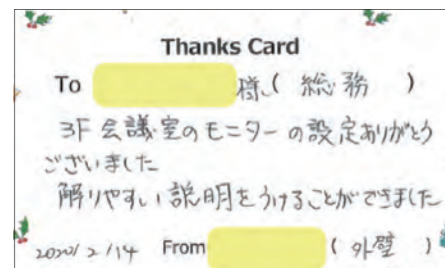 Thanks Card
To 様 ( 総務 )
3F 会議室のモニターの設定ありがとう
ございました
解りやすい説明をうけることができました
2020/2/14 From ( 外壁 )